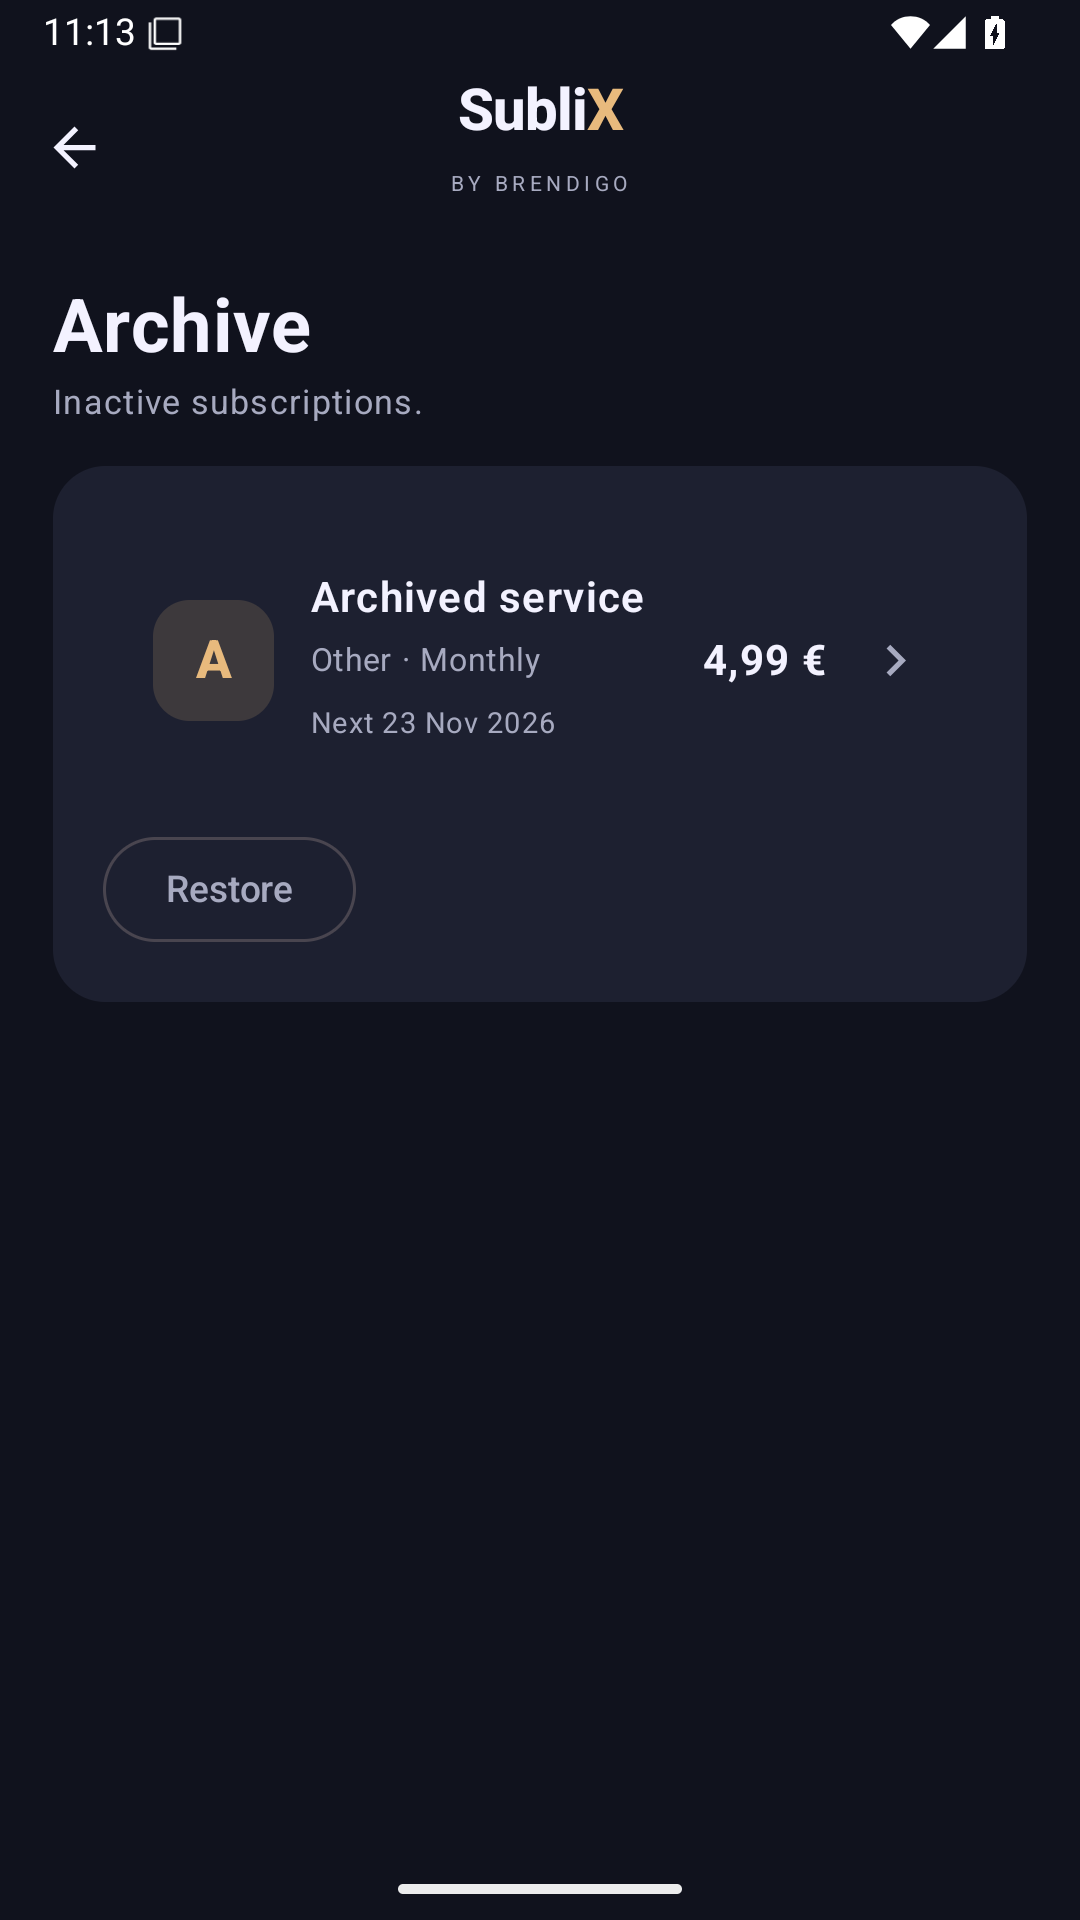 11:13
SubliX
BY BRENDIGO
Archive
Inactive subscriptions.
Archived service
A
Other · Monthly
4,99 €
Next 23 Nov 2026
Restore